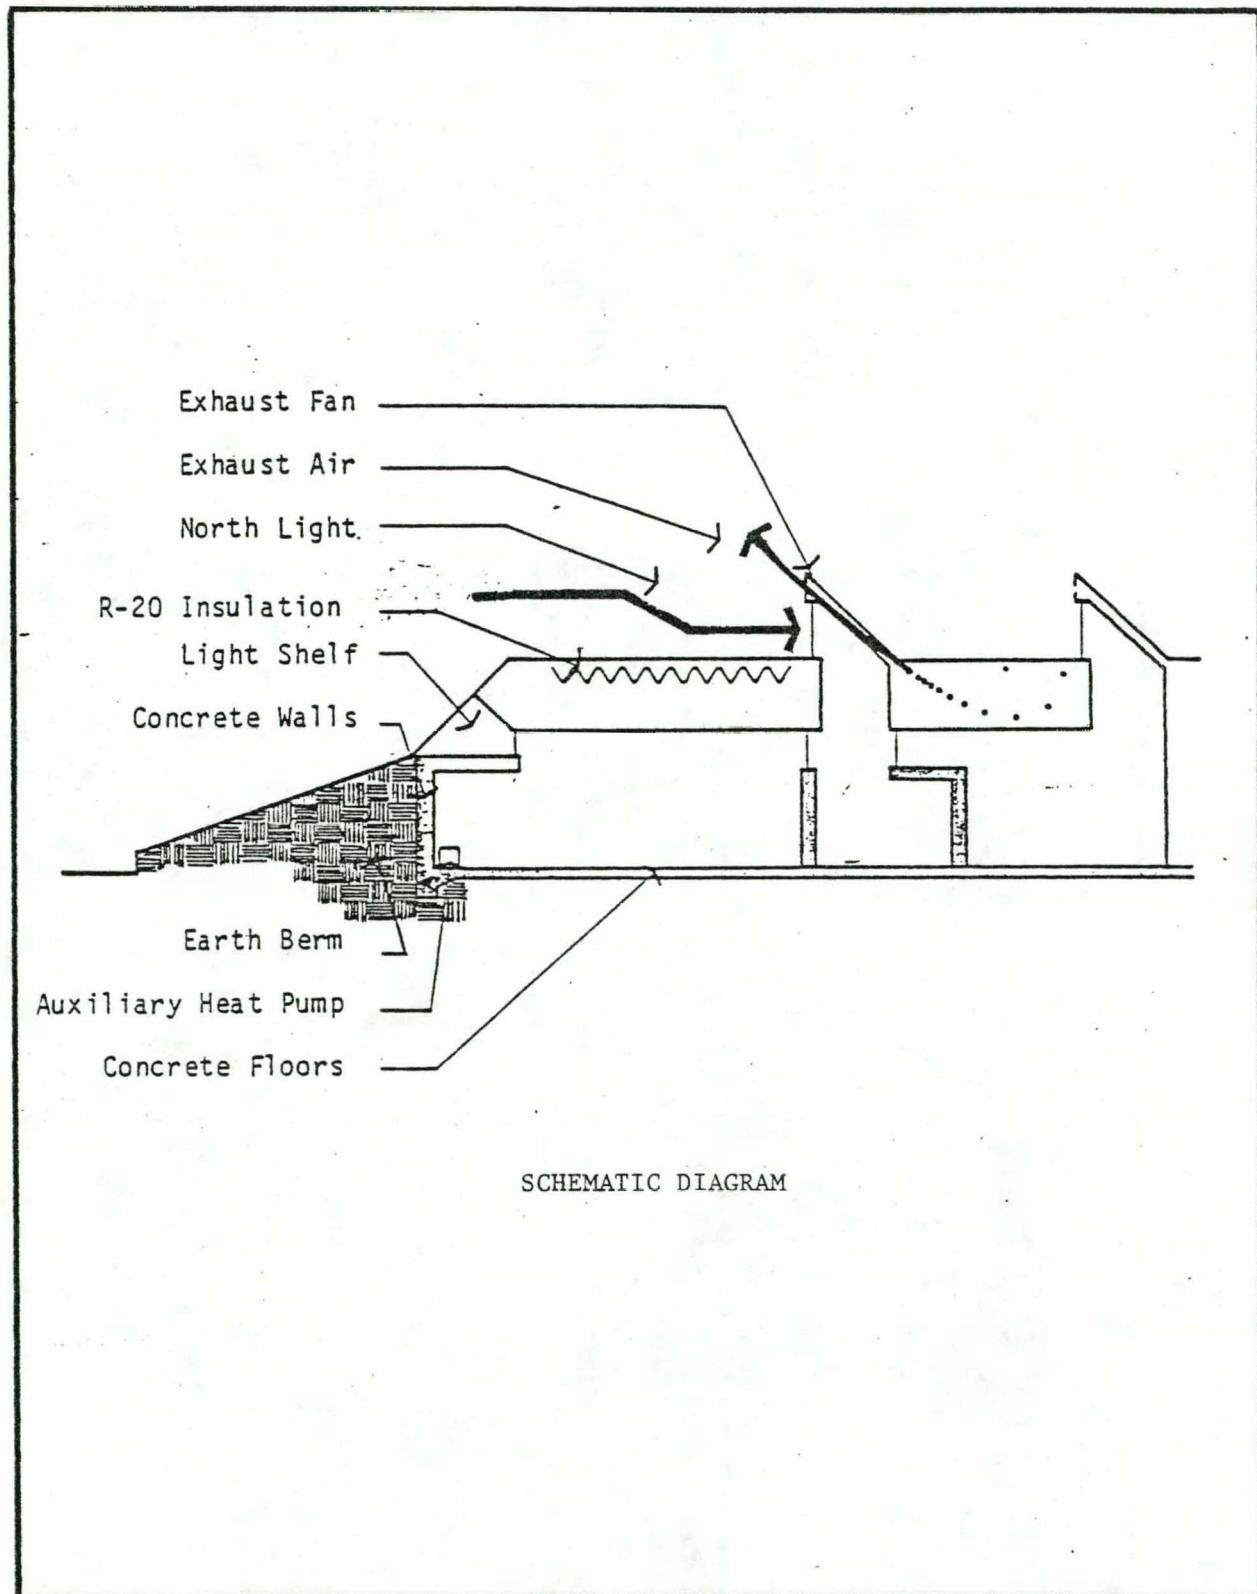 Exhaust Fan
Exhaust Air
North Light
R-20 Insulation
Light Shelf
Concrete Walls
Earth Berm
Auxiliary Heat Pump
Concrete Floors
SCHEMATIC DIAGRAM